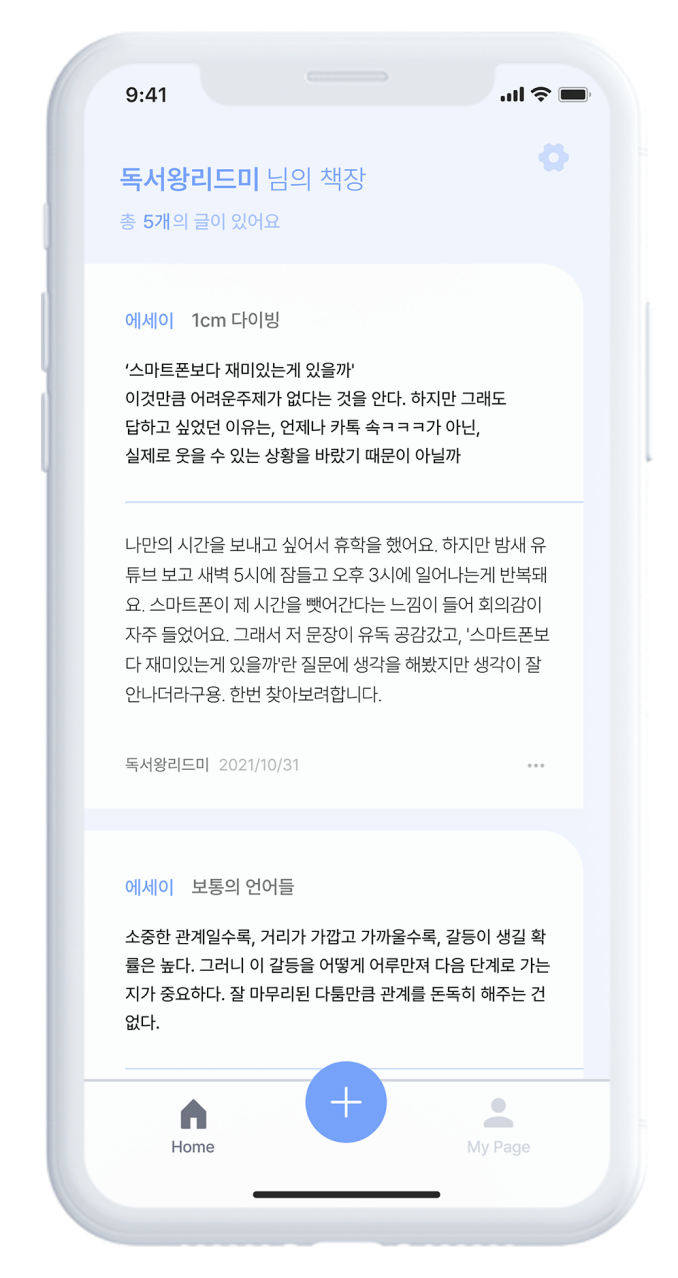 9:41
독서왕리드미 님의 책장
총 5개의 글이 있어요
에세이 1cm 다이빙
‘스마트폰보다 재미있는게 있을까'
이것만큼 어려운주제가 없다는 것을 안다. 하지만 그래도
답하고 싶었던 이유는, 언제나 카톡 속ㅋㅋㅋ가 아닌,
실제로 웃을 수 있는 상황을 바랐기 때문이 아닐까
나만의 시간을 보내고 싶어서 휴학을 했어요. 하지만 밤새 유
튜브 보고 새벽 5시에 잠들고 오후 3시에 일어나는게 반복돼
요. 스마트폰이 제 시간을 뺏어간다는 느낌이 들어 회의감이
자주 들었어요. 그래서 저 문장이 유독 공감갔고, '스마트폰보
다 재미있는게 있을까'란 질문에 생각을 해봤지만 생각이 잘
안나더라구용. 한번 찾아보려합니다.
독서왕리드미 2021/10/31
에세이 보통의 언어들
소중한 관계일수록, 거리가 가깝고 가까울수록, 갈등이 생길 확
률은 높다. 그러니 이 갈등을 어떻게 어루만져 다음 단계로 가는
지가 중요하다. 잘 마무리된 다툼만큼 관계를 돈독히 해주는 건
없다.
Home
My Page